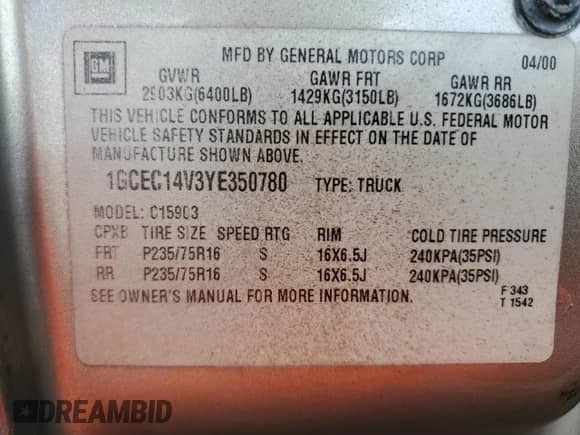 GM
MFD BY GENERAL MOTORS CORP 04/00
GVWR GAWR FRT GAWR RR
2903KG(6400LB) 1429KG(3150LB) 1672KG(3686LB)
THIS VEHICLE CONFORMS TO ALL APPLICABLE U.S. FEDERAL MOTOR
VEHICLE SAFETY STANDARDS IN EFFECT ON THE DATE OF
MANUFACTURE SHOWN ABOVE.
1GCEC14V3YE350780 TYPE: TRUCK
MODEL: C15903
CPXB TIRE SIZE SPEED RTG RIM COLD TIRE PRESSURE
FRT P235/75R16 S 16X6.5J 240KPA(35PSI)
RR P235/75R16 S 16X6.5J 240KPA(35PSI)
SEE OWNER'S MANUAL FOR MORE INFORMATION.
F 343
T 1542
DREAMBID